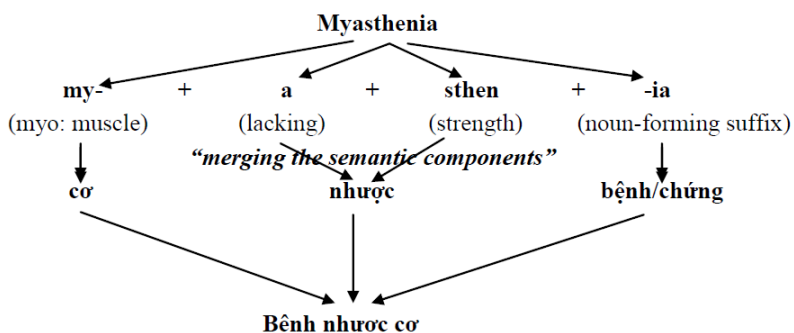 Myasthenia
my- + a + sthen + -ia
(myo: muscle) (lacking) (strength) (noun-forming suffix)
“merging the semantic components”
cơ nhược bệnh/chứng
Bênh nhươc cơ